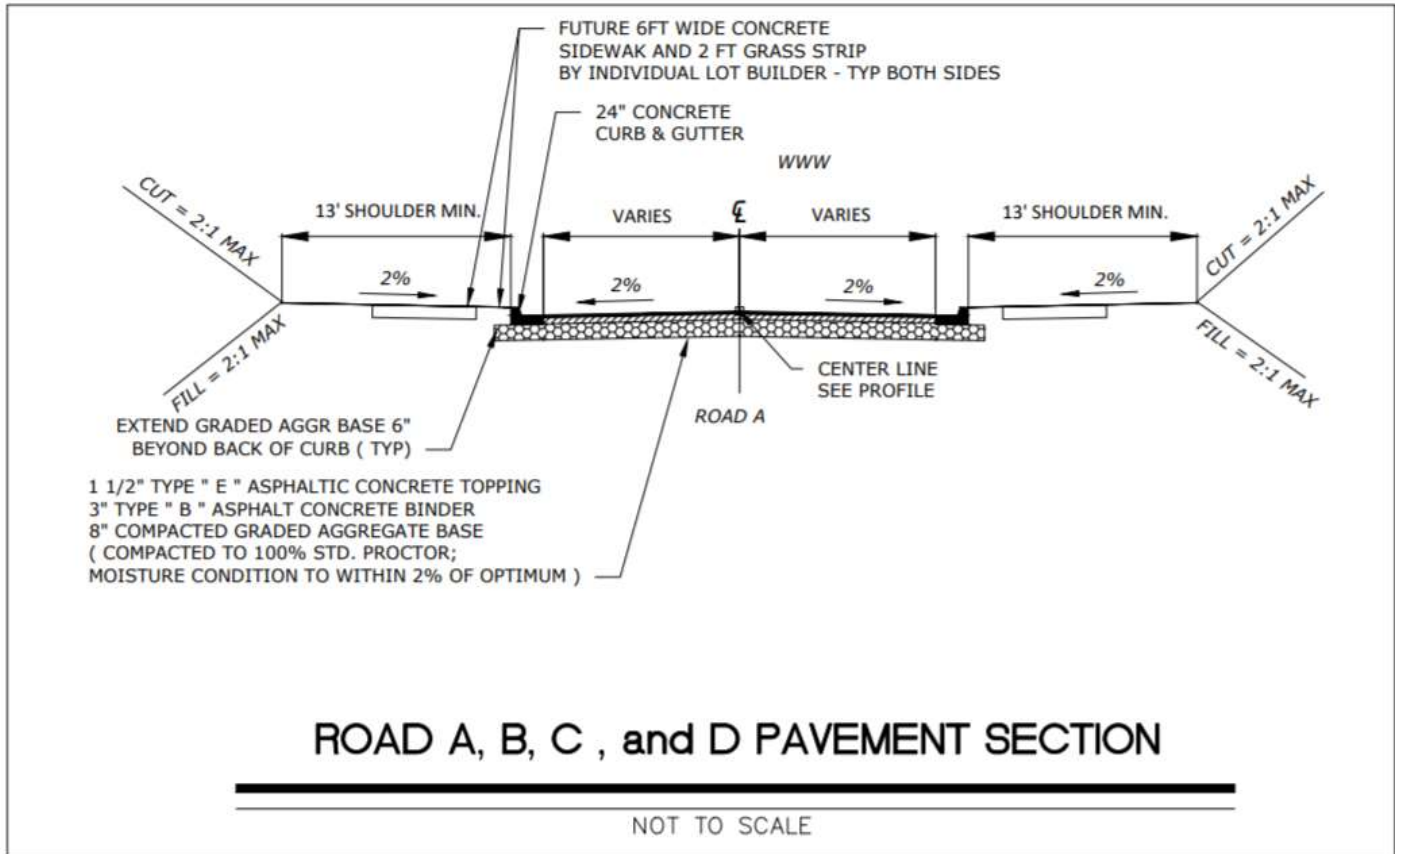 FUTURE 6FT WIDE CONCRETE
SIDEWAK AND 2 FT GRASS STRIP
BY INDIVIDUAL LOT BUILDER - TYP BOTH SIDES
24" CONCRETE
CURB & GUTTER
WWW
CUT = 2:1 MAX
13' SHOULDER MIN.
VARIES
℄
VARIES
13' SHOULDER MIN.
CUT = 2:1 MAX
2%
2%
2%
2%
FILL = 2:1 MAX
FILL = 2:1 MAX
CENTER LINE
SEE PROFILE
ROAD A
EXTEND GRADED AGGR BASE 6"
BEYOND BACK OF CURB ( TYP)
1 1/2" TYPE " E " ASPHALTIC CONCRETE TOPPING
3" TYPE " B " ASPHALT CONCRETE BINDER
8" COMPACTED GRADED AGGREGATE BASE
( COMPACTED TO 100% STD. PROCTOR;
MOISTURE CONDITION TO WITHIN 2% OF OPTIMUM )
ROAD A, B, C , and D PAVEMENT SECTION
NOT TO SCALE